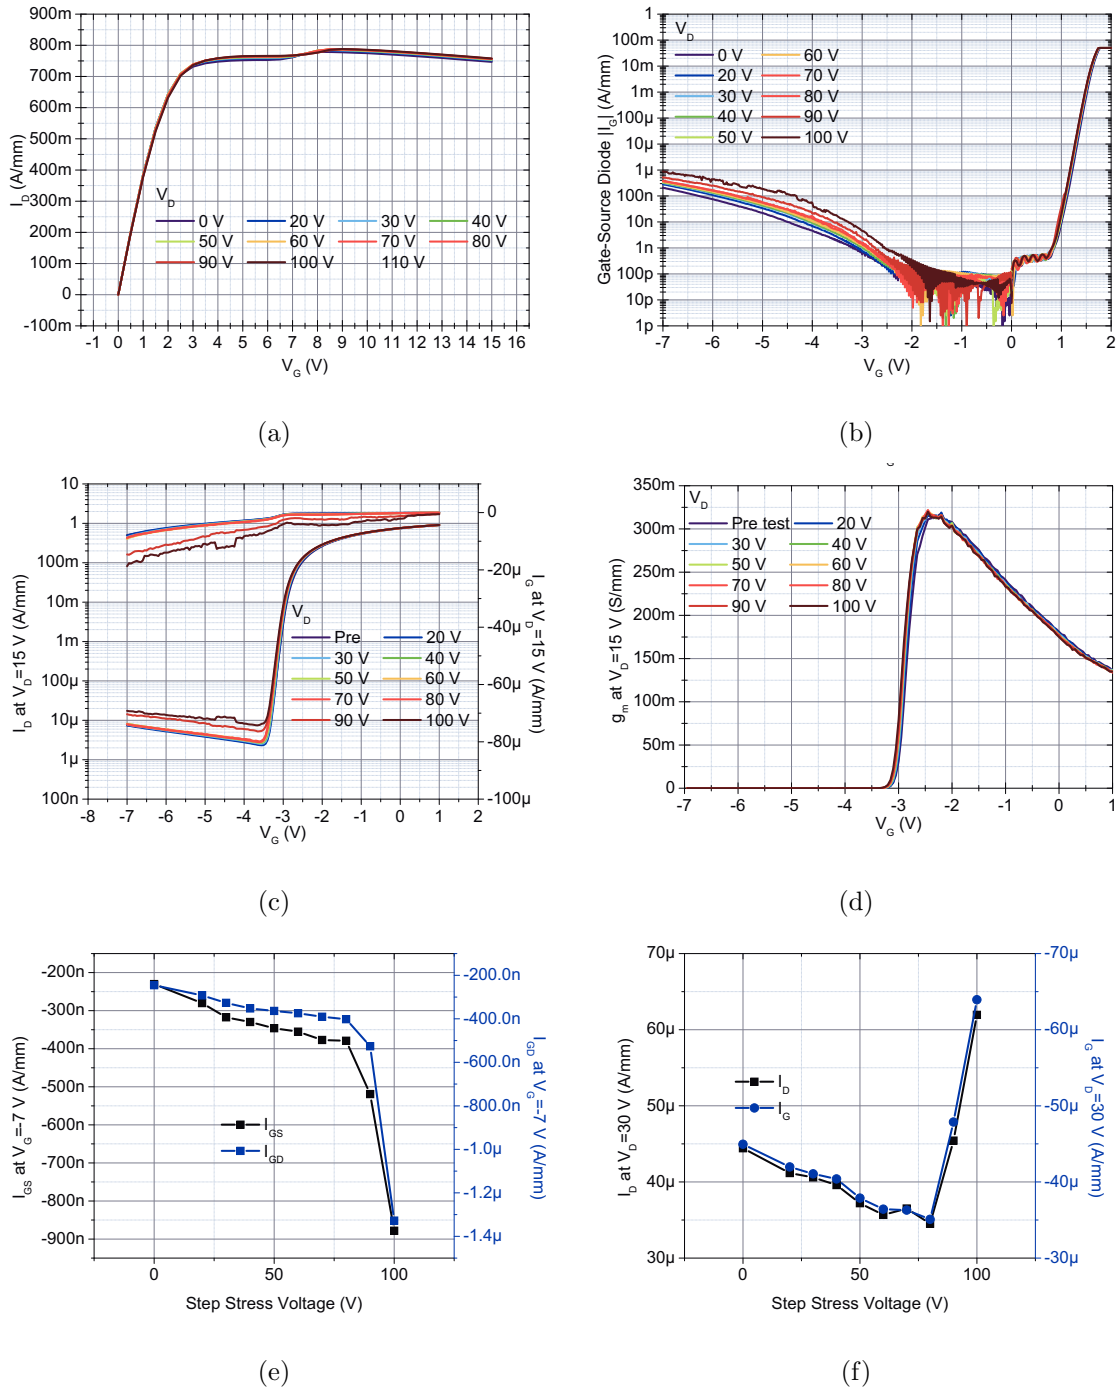 900m
800m
700m
600m
500m
400m
300m
200m
100m
0
-100m
I_D (A/mm)
-1 0 1 2 3 4 5 6 7 8 9 10 11 12 13 14 15 16
V_G (V)
V_D
0 V 20 V 30 V 40 V
50 V 60 V 70 V 80 V
90 V 100 V 110 V
(a)
1
100m
10m
1m
100µ
10µ
1µ
100n
10n
1n
100p
10p
1p
Gate-Source Diode |I_G| (A/mm)
-7 -6 -5 -4 -3 -2 -1 0 1 2
V_G (V)
V_D
0 V 60 V
20 V 70 V
30 V 80 V
40 V 90 V
50 V 100 V
(b)
10
1
100m
10m
1m
100µ
10µ
1µ
100n
I_D at V_D=15 V (A/mm)
0
-20µ
-40µ
-60µ
-80µ
-100µ
I_G at V_D=15 V (A/mm)
-8 -7 -6 -5 -4 -3 -2 -1 0 1 2
V_G (V)
V_D
Pre 20 V
30 V 40 V
50 V 60 V
70 V 80 V
90 V 100 V
(c)
G
350m
300m
250m
200m
150m
100m
50m
0
g_m at V_D=15 V (S/mm)
-7 -6 -5 -4 -3 -2 -1 0 1
V_G (V)
V_D
Pre test 20 V
30 V 40 V
50 V 60 V
70 V 80 V
90 V 100 V
(d)
-200n
-300n
-400n
-500n
-600n
-700n
-800n
-900n
I_GS at V_G=-7 V (A/mm)
-200.0n
-400.0n
-600.0n
-800.0n
-1.0µ
-1.2µ
-1.4µ
I_GD at V_G=-7 V (A/mm)
I_GS
I_GD
0 50 100
Step Stress Voltage (V)
(e)
70µ
60µ
50µ
40µ
30µ
I_D at V_D=30 V (A/mm)
-70µ
-60µ
-50µ
-40µ
-30µ
I_G at V_D=30 V (A/mm)
I_D
I_G
0 50 100
Step Stress Voltage (V)
(f)